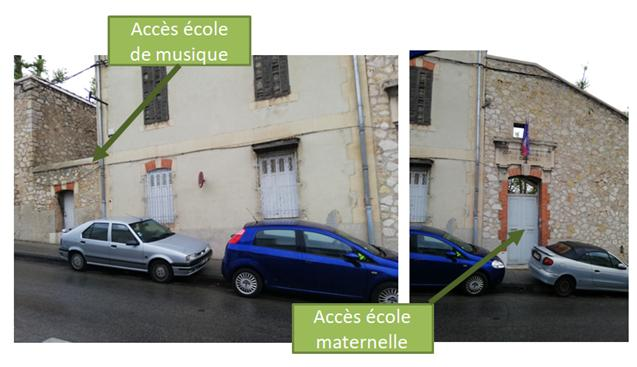 Accès école
de musique
Accès école
maternelle